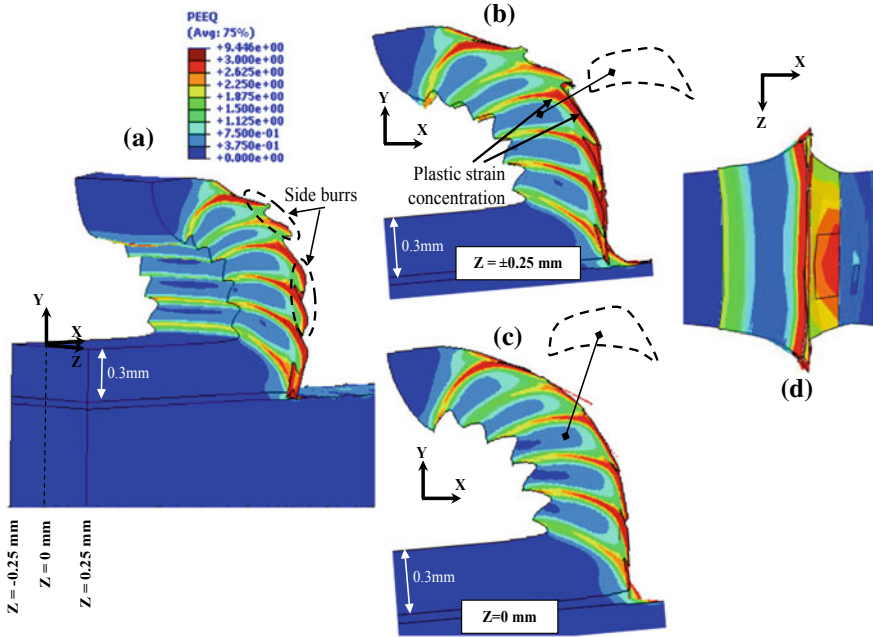 PEEQ
(Avg: 75%)
+9.446e+00
+3.000e+00
+2.625e+00
+2.250e+00
+1.875e+00
+1.500e+00
+1.125e+00
+7.500e-01
+3.750e-01
+0.000e+00
(a)
Side burrs
Y
X
Z
0.3mm
Z = -0.25 mm
Z = 0 mm
Z = 0.25 mm
(b)
Y
X
Plastic strain
concentration
0.3mm
Z = ±0.25 mm
(c)
Y
X
0.3mm
Z=0 mm
X
Z
(d)